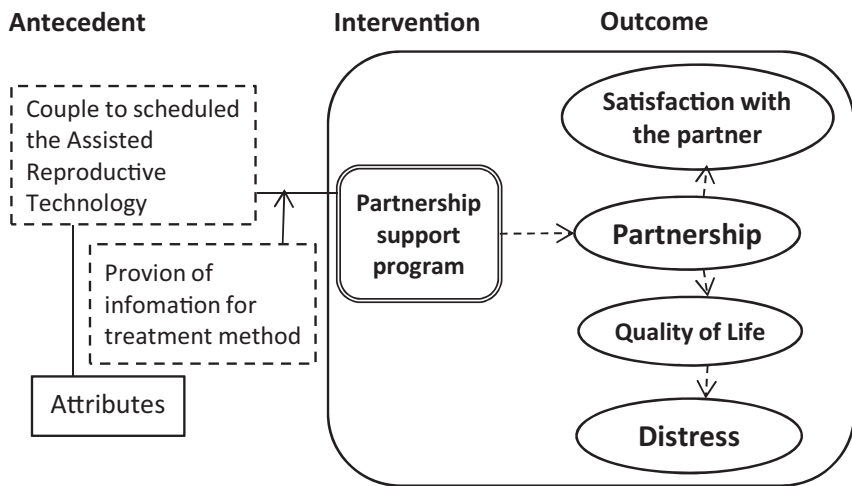 Antecedent
Intervention
Outcome
Couple to scheduled
the Assisted
Reproductive
Technology
Provion of
infomation for
treatment method
Attributes
Partnership
support
program
Satisfaction with
the partner
Partnership
Quality of Life
Distress